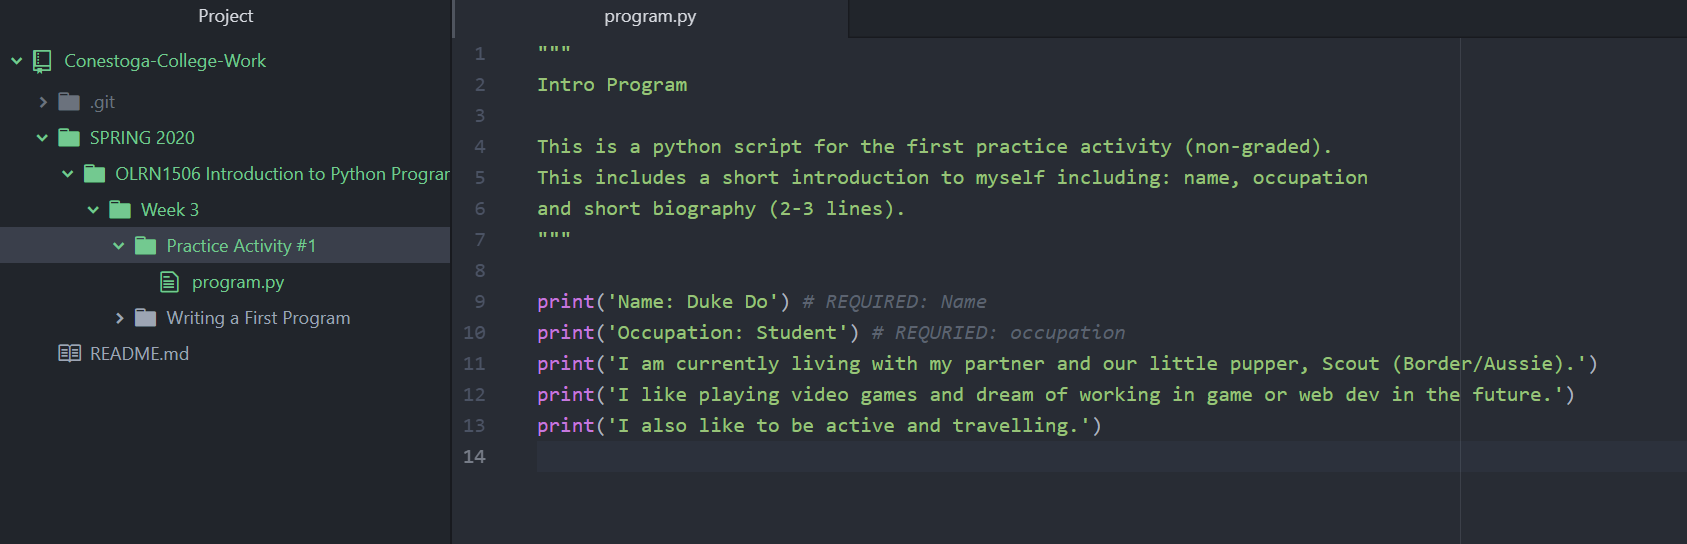 Project
Conestoga-College-Work
.git
SPRING 2020
OLRN1506 Introduction to Python Progran
Week 3
Practice Activity #1
program.py
Writing a First Program
README.md
program.py
1 """
2 Intro Program
3
4 This is a python script for the first practice activity (non-graded).
5 This includes a short introduction to myself including: name, occupation
6 and short biography (2-3 lines).
7 """
8
9 print('Name: Duke Do') # REQUIRED: Name
10 print('Occupation: Student') # REQURIED: occupation
11 print('I am currently living with my partner and our little pupper, Scout (Border/Aussie).')
12 print('I like playing video games and dream of working in game or web dev in the future.')
13 print('I also like to be active and travelling.')
14